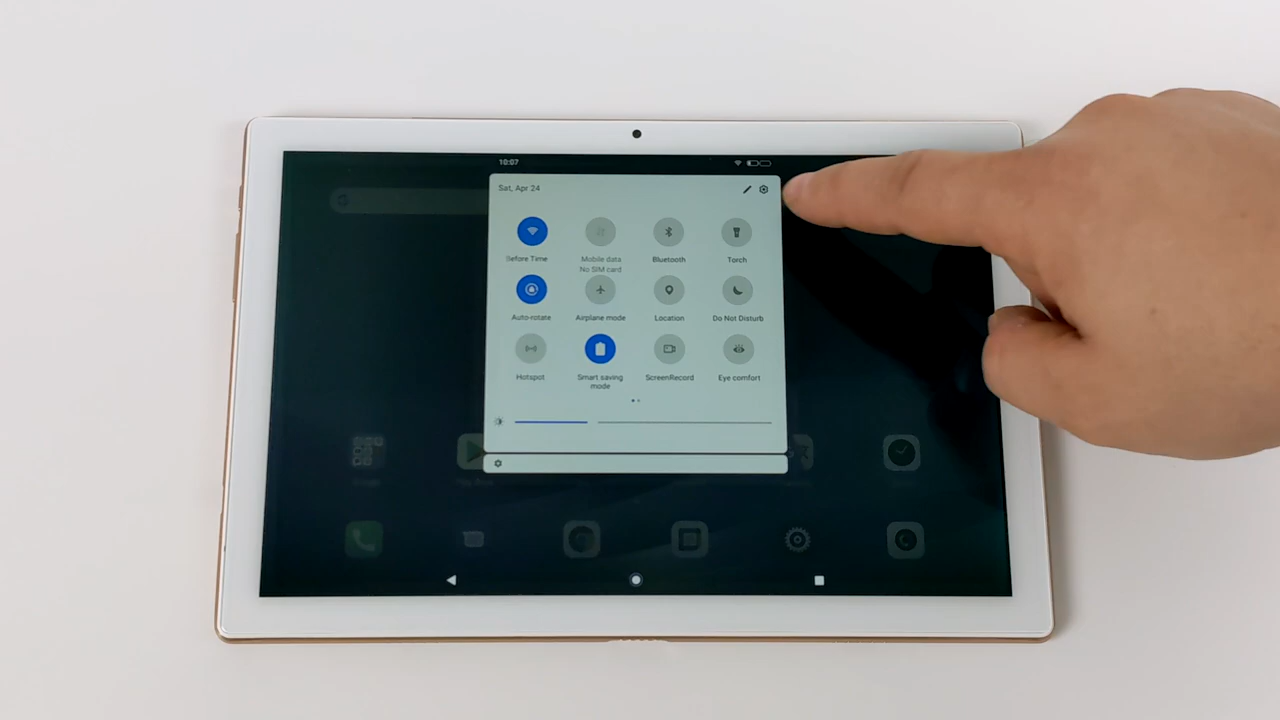 10:07
Sat, Apr 24
Before Time
Mobile data
No SIM card
Bluetooth
Torch
Auto-rotate
Airplane mode
Location
Do Not Disturb
Hotspot
Smart saving
mode
ScreenRecord
Eye comfort